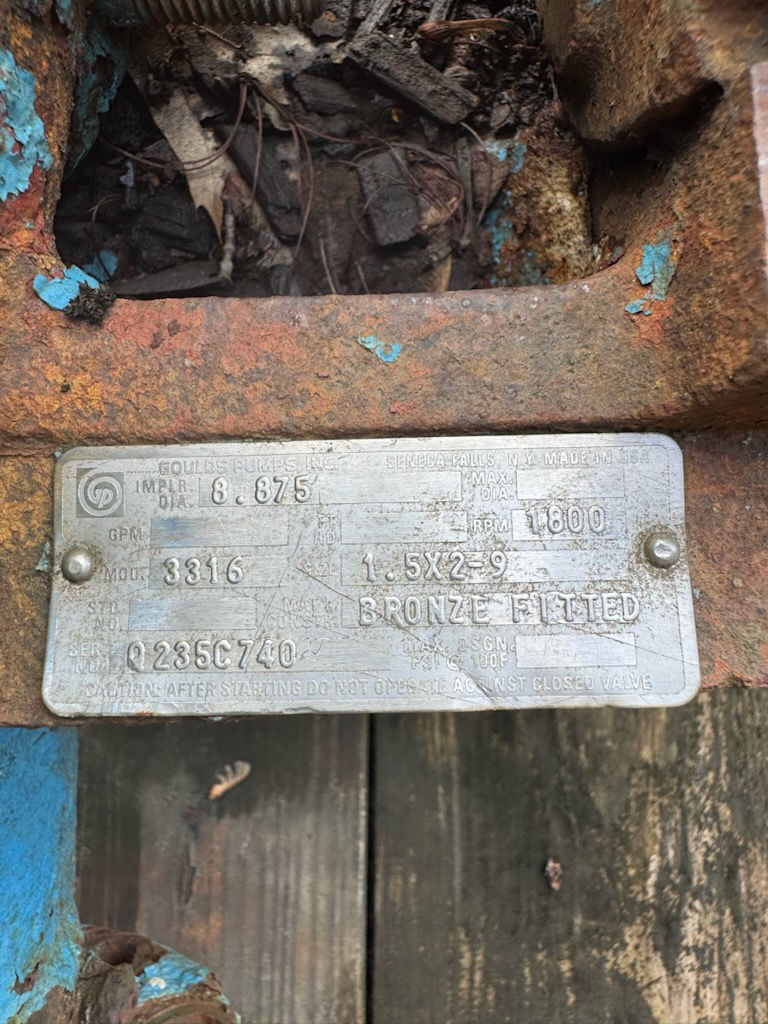 GOULDS PUMPS, INC. SENECA FALLS, N.Y. MADE IN USA
IMPLR. DIA. 8.875 MAX. DIA.
GPM FT HD RPM 1800
MOD. 3316 SIZE 1.5X2-9
STD. NO. MAT'L CONSTR. BRONZE FITTED
SER. NO. Q235C740 MAX. DSGN. PSI @ 100F
CAUTION: AFTER STARTING DO NOT OPERATE AGAINST CLOSED VALVE